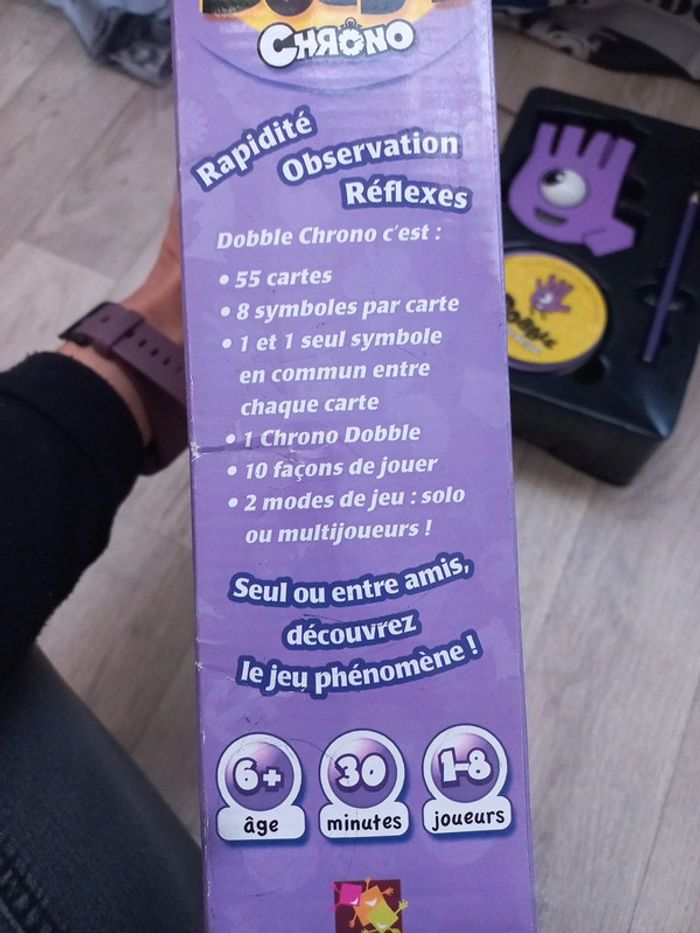 CHRONO
Rapidité
Observation
Réflexes
Dobble Chrono c'est :
• 55 cartes
• 8 symboles par carte
• 1 et 1 seul symbole
en commun entre
chaque carte
• 1 Chrono Dobble
• 10 façons de jouer
• 2 modes de jeu : solo
ou multijoueurs !
Seul ou entre amis,
découvrez
le jeu phénomène !
6+
âge
30
minutes
1-8
joueurs